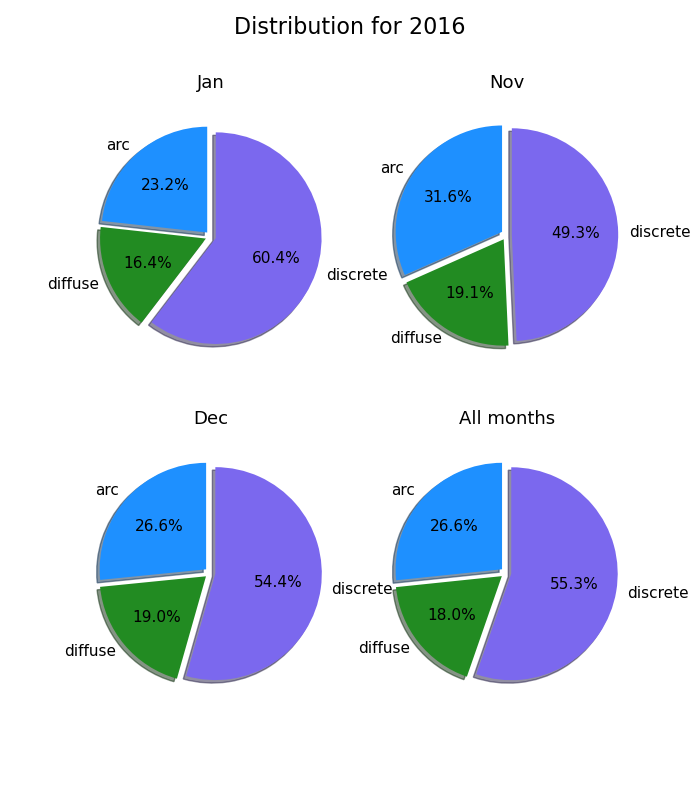 Distribution for 2016
Jan
arc
23.2%
16.4%
diffuse
60.4%
discrete
Nov
arc
31.6%
19.1%
diffuse
49.3%
discrete
Dec
arc
26.6%
19.0%
diffuse
54.4%
discrete
All months
arc
26.6%
18.0%
diffuse
55.3%
discrete